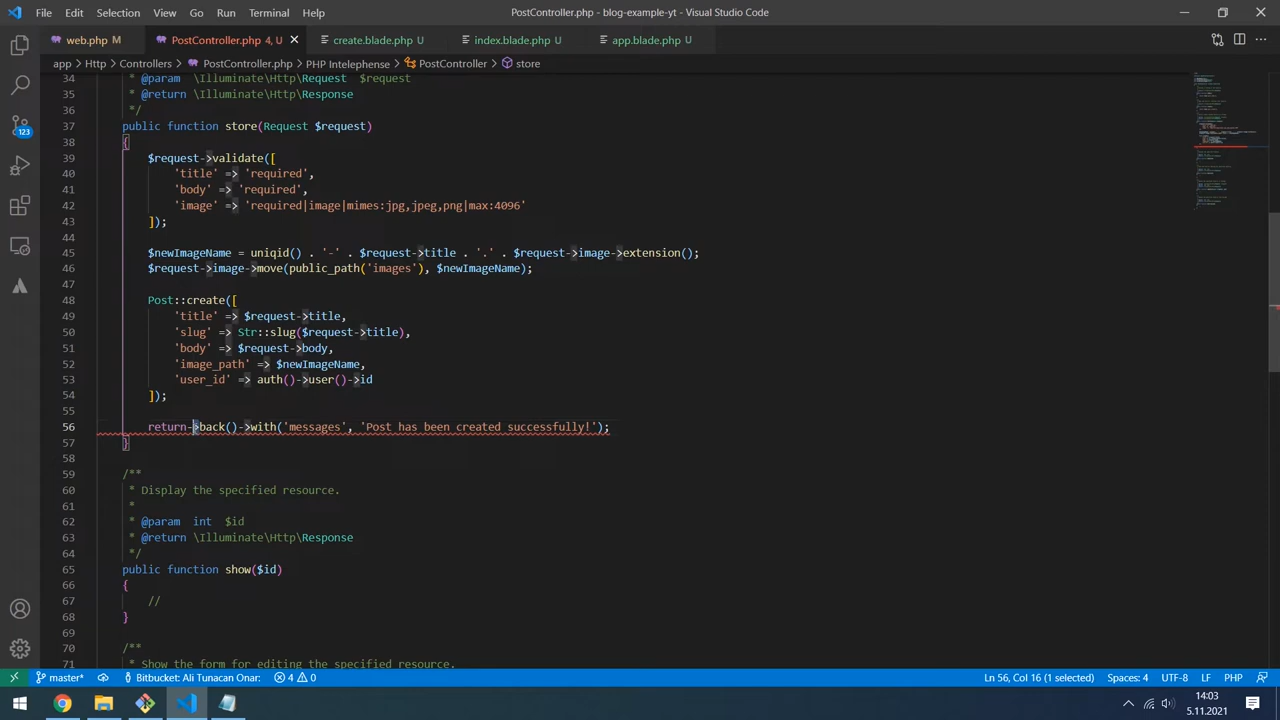 File Edit Selection View Go Run Terminal Help PostController.php - blog-example-yt - Visual Studio Code
web.php M PostController.php 4, U create.blade.php U index.blade.php U app.blade.php U
app > Http > Controllers > PostController.php > PHP Intelephense > PostController > store
34 * @param \Illuminate\Http\Request $request
35 * @return \Illuminate\Http\Response
36 */
37 public function store(Request $request)
38 {
39 $request->validate([
40 'title' => 'required',
41 'body' => 'required',
42 'image' => 'required|image|mimes:jpg,jpeg,png|max:4096'
43 ]);
44
45 $newImageName = uniqid() . '-' . $request->title . '.' . $request->image->extension();
46 $request->image->move(public_path('images'), $newImageName);
47
48 Post::create([
49 'title' => $request->title,
50 'slug' => Str::slug($request->title),
51 'body' => $request->body,
52 'image_path' => $newImageName,
53 'user_id' => auth()->user()->id
54 ]);
55
56 return->back()->with('messages', 'Post has been created successfully!');
57 }
58
59 /**
60 * Display the specified resource.
61 *
62 * @param int $id
63 * @return \Illuminate\Http\Response
64 */
65 public function show($id)
66 {
67 //
68 }
69
70 /**
71 * Show the form for editing the specified resource.
123
master* Bitbucket: Ali Tunacan Onar: 4 0 Ln 56, Col 16 (1 selected) Spaces: 4 UTF-8 LF PHP
14:03
5.11.2021